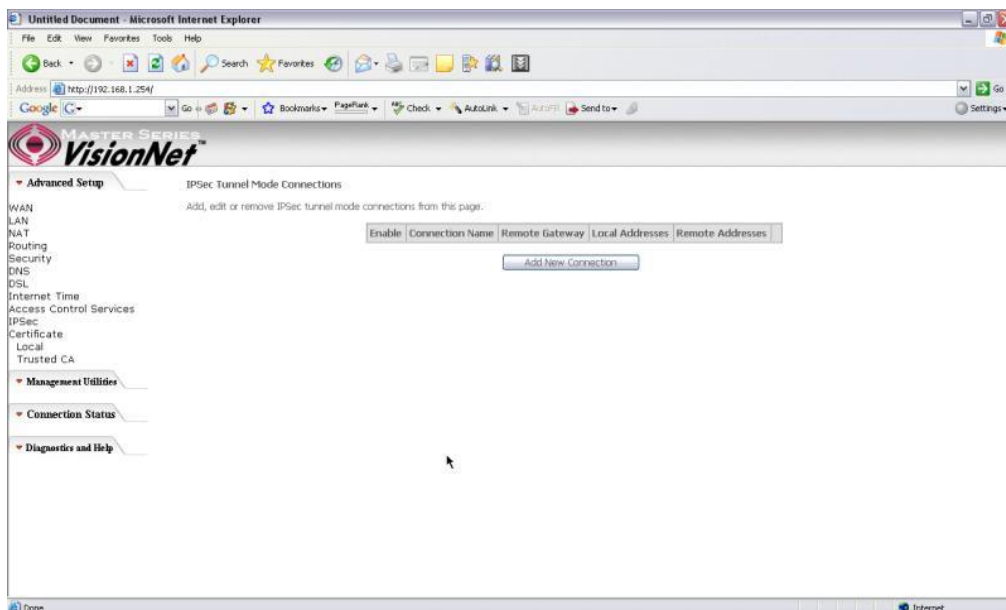 Untitled Document - Microsoft Internet Explorer
File Edit View Favorites Tools Help
Back Search Favorites
Address http://192.168.1.254/ Go
Google G Go Bookmarks PageRank Check AutoLink AutoFill Send to Settings
MASTER SERIES
VisionNet™
Advanced Setup
IPSec Tunnel Mode Connections
Add, edit or remove IPSec tunnel mode connections from this page.
Enable Connection Name Remote Gateway Local Addresses Remote Addresses
Add New Connection
WAN
LAN
NAT
Routing
Security
DNS
DSL
Internet Time
Access Control Services
IPSec
Certificate
Local
Trusted CA
Management Utilities
Connection Status
Diagnostics and Help
Done Internet